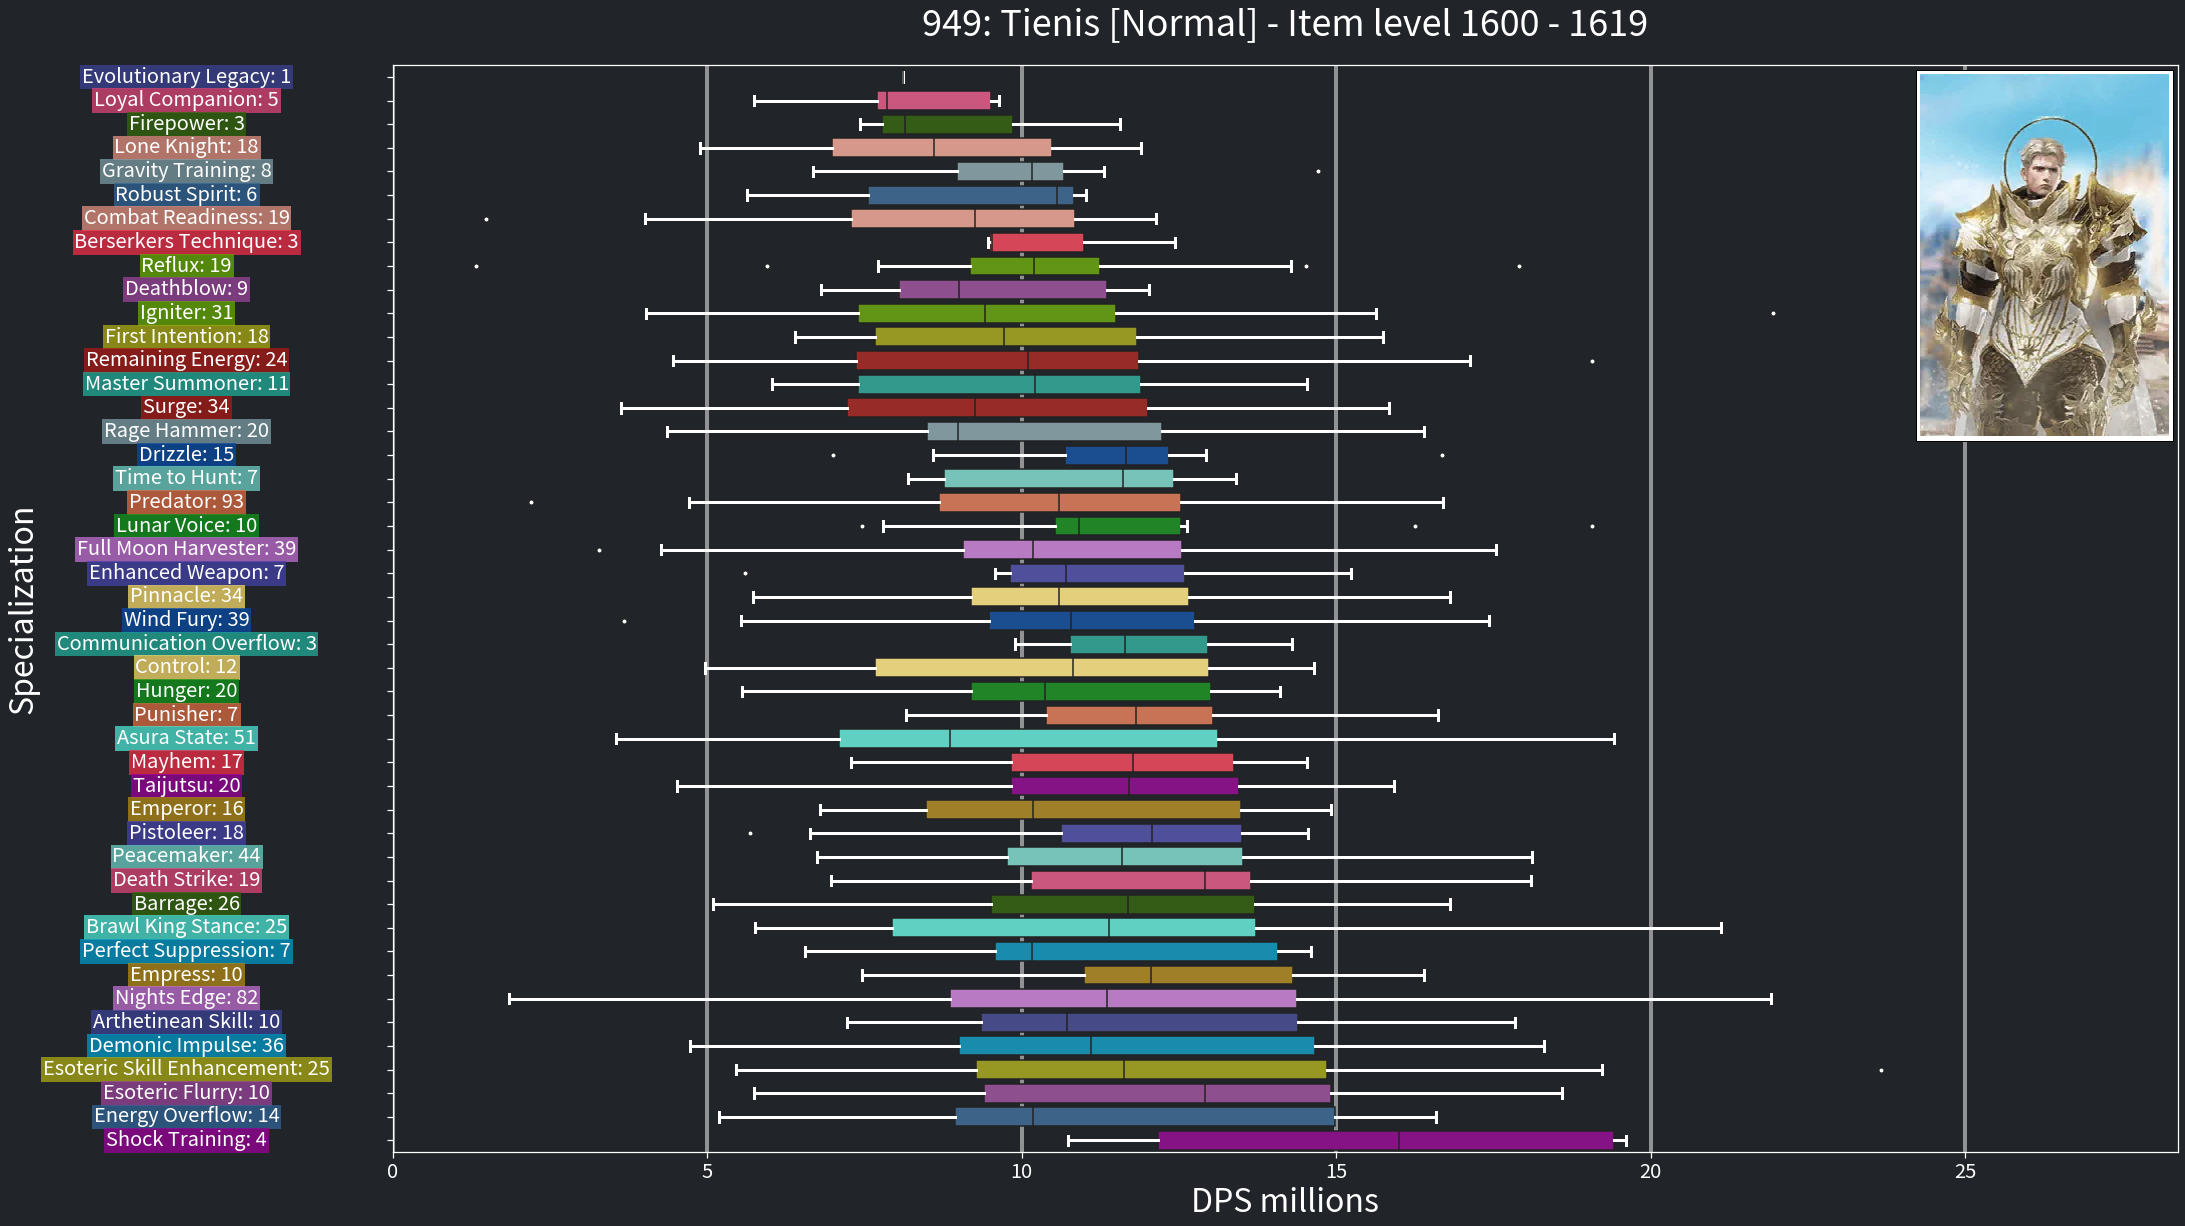 949: Tienis [Normal] - Item level 1600 - 1619
Specialization
Evolutionary Legacy: 1
Loyal Companion: 5
Firepower: 3
Lone Knight: 18
Gravity Training: 8
Robust Spirit: 6
Combat Readiness: 19
Berserkers Technique: 3
Reflux: 19
Deathblow: 9
Igniter: 31
First Intention: 18
Remaining Energy: 24
Master Summoner: 11
Surge: 34
Rage Hammer: 20
Drizzle: 15
Time to Hunt: 7
Predator: 93
Lunar Voice: 10
Full Moon Harvester: 39
Enhanced Weapon: 7
Pinnacle: 34
Wind Fury: 39
Communication Overflow: 3
Control: 12
Hunger: 20
Punisher: 7
Asura State: 51
Mayhem: 17
Taijutsu: 20
Emperor: 16
Pistoleer: 18
Peacemaker: 44
Death Strike: 19
Barrage: 26
Brawl King Stance: 25
Perfect Suppression: 7
Empress: 10
Nights Edge: 82
Arthetinean Skill: 10
Demonic Impulse: 36
Esoteric Skill Enhancement: 25
Esoteric Flurry: 10
Energy Overflow: 14
Shock Training: 4
0 5 10 15 20 25
DPS millions